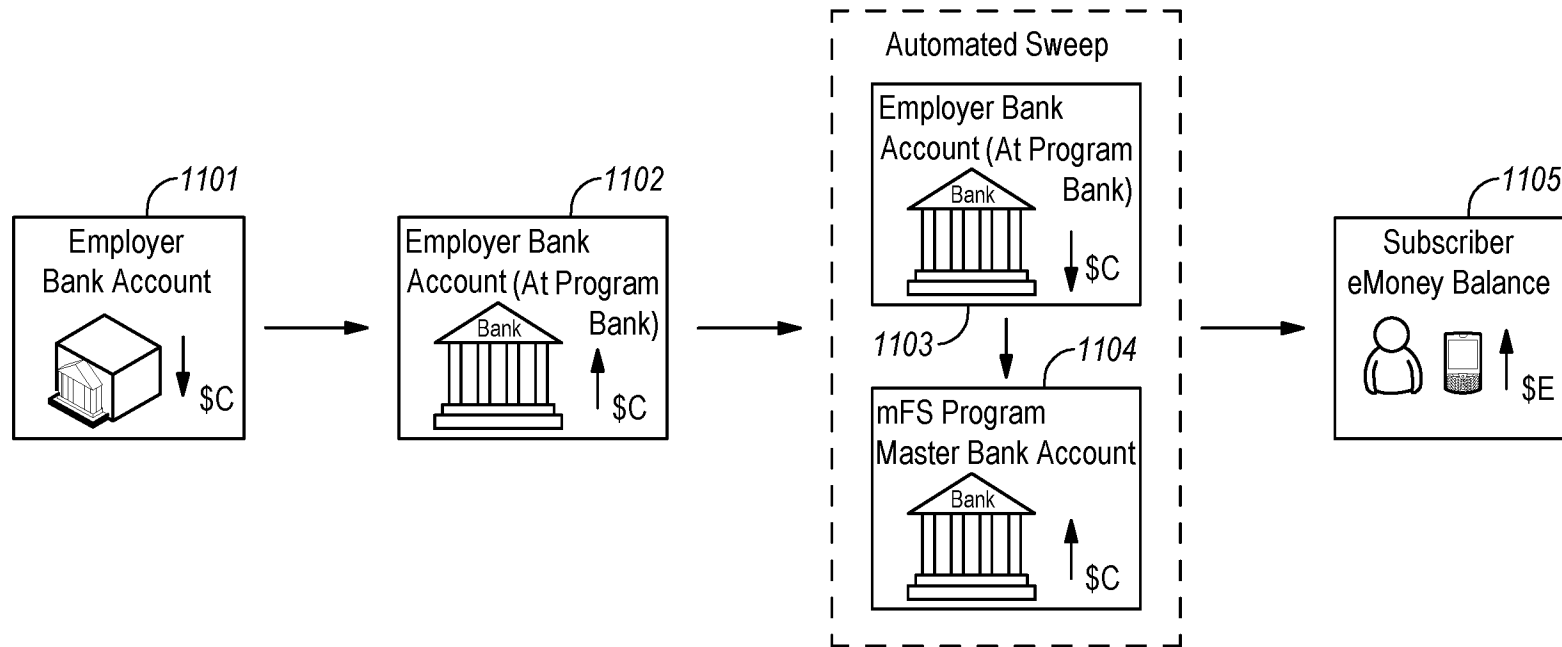 1101
Employer
Bank Account
$C
1102
Employer Bank
Account (At Program
Bank)
Bank
$C
Automated Sweep
Employer Bank
Account (At Program
Bank)
Bank
$C
1103
1104
mFS Program
Master Bank Account
Bank
$C
1105
Subscriber
eMoney Balance
$E